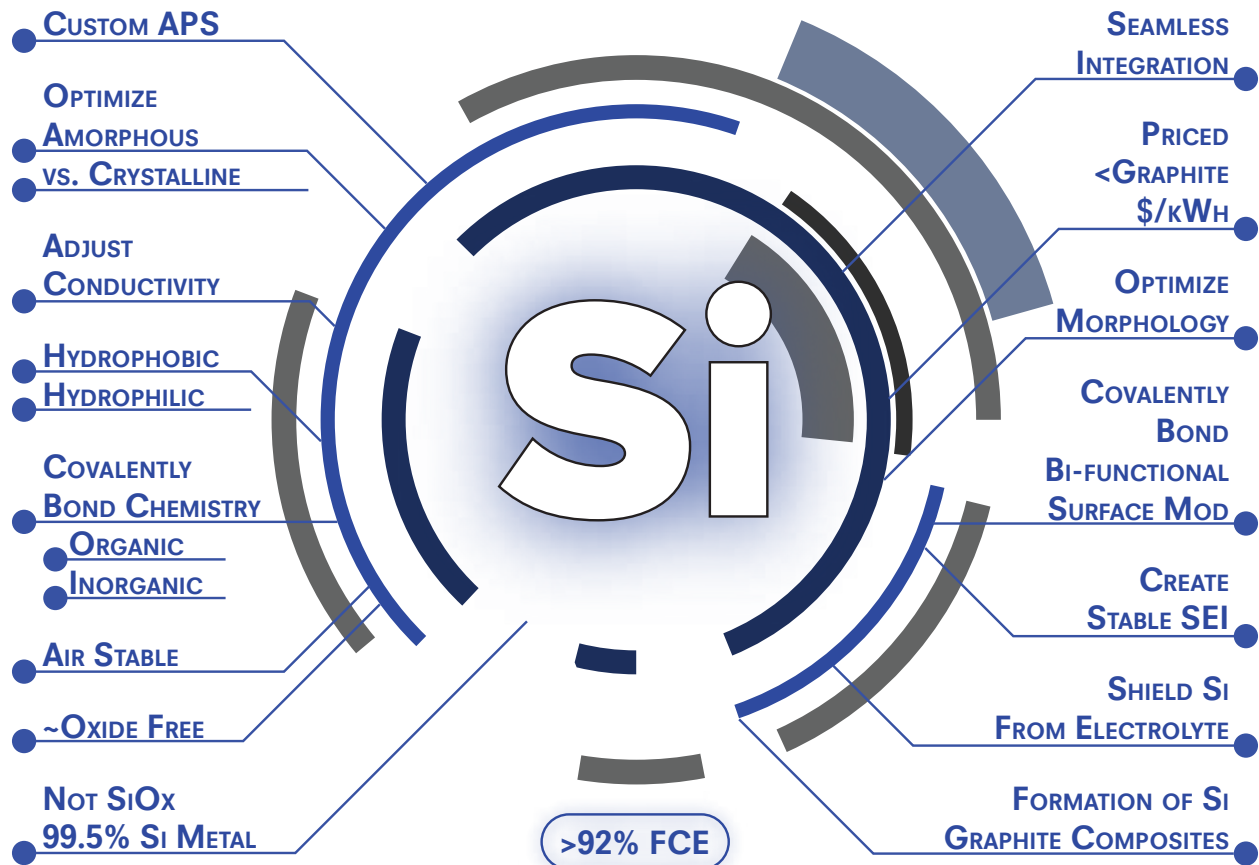 Custom APS
Optimize
Amorphous
vs. Crystalline
Adjust
Conductivity
Hydrophobic
Hydrophilic
Covalently
Bond Chemistry
Organic
Inorganic
Air Stable
~Oxide Free
Not SiOx
99.5% Si Metal
Si
>92% FCE
Seamless
Integration
Priced
<Graphite
$/kWh
Optimize
Morphology
Covalently
Bond
Bi-functional
Surface Mod
Create
Stable SEI
Shield Si
From Electrolyte
Formation of Si
Graphite Composites